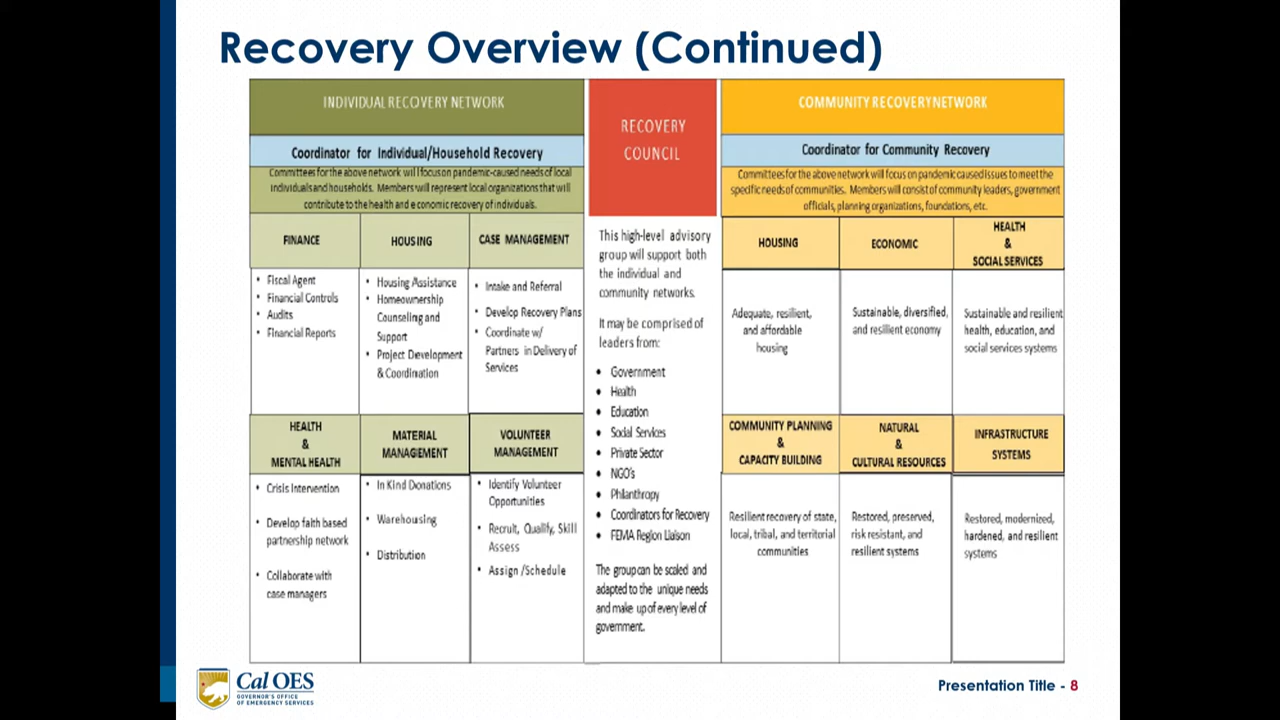 Recovery Overview (Continued)
INDIVIDUAL RECOVERY NETWORK
Coordinator for Individual/Household Recovery
Committees for the above network will focus on pandemic-caused needs of local
individuals and households. Members will represent local organizations that will
contribute to the health and economic recovery of individuals.
FINANCE
• Fiscal Agent
• Financial Controls
• Audits
• Financial Reports
HOUSING
• Housing Assistance
• Homeownership
Counseling and
Support
• Project Development
& Coordination
CASE MANAGEMENT
• Intake and Referral
• Develop Recovery Plans
• Coordinate w/
Partners in Delivery of
Services
HEALTH
&
MENTAL HEALTH
• Crisis Intervention
• Develop faith based
partnership network
• Collaborate with
case managers
MATERIAL
MANAGEMENT
• In Kind Donations
• Warehousing
• Distribution
VOLUNTEER
MANAGEMENT
• Identify Volunteer
Opportunities
• Recruit, Qualify, Skill
Assess
• Assign /Schedule
RECOVERY
COUNCIL
This high-level advisory
group will support both
the individual and
community networks.
It may be comprised of
leaders from:
• Government
• Health
• Education
• Social Services
• Private Sector
• NGO's
• Philanthropy
• Coordinators for Recovery
• FEMA Region Liaison
The group can be scaled and
adapted to the unique needs
and make up of every level of
government.
COMMUNITY RECOVERY NETWORK
Coordinator for Community Recovery
Committees for the above network will focus on pandemic caused issues to meet the
specific needs of communities. Members will consist of community leaders, government
officials, planning organizations, foundations, etc.
HOUSING
Adequate, resilient,
and affordable
housing
ECONOMIC
Sustainable, diversified,
and resilient economy
HEALTH
&
SOCIAL SERVICES
Sustainable and resilient
health, education, and
social services systems
COMMUNITY PLANNING
&
CAPACITY BUILDING
Resilient recovery of state,
local, tribal, and territorial
communities
NATURAL
&
CULTURAL RESOURCES
Restored, preserved,
risk resistant, and
resilient systems
INFRASTRUCTURE
SYSTEMS
Restored, modernized,
hardened, and resilient
systems
Cal OES
GOVERNOR'S OFFICE
OF EMERGENCY SERVICES
Presentation Title - 8